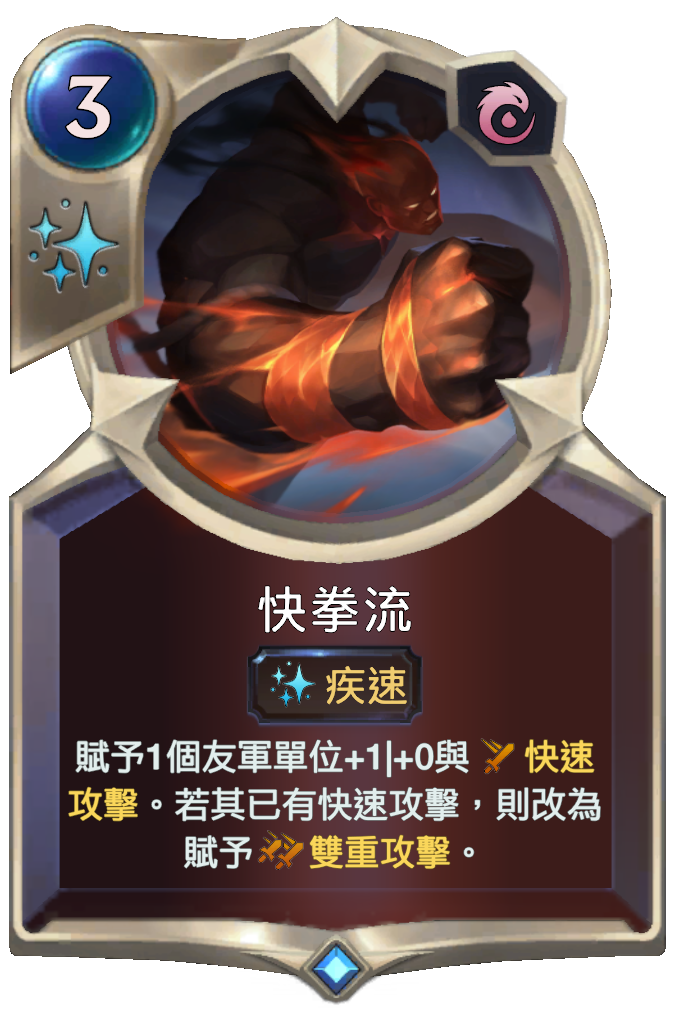 3
快拳流
疾速
賦予1個友軍單位+1|+0與 快速
攻擊。若其已有快速攻擊，則改為
賦予 雙重攻擊。